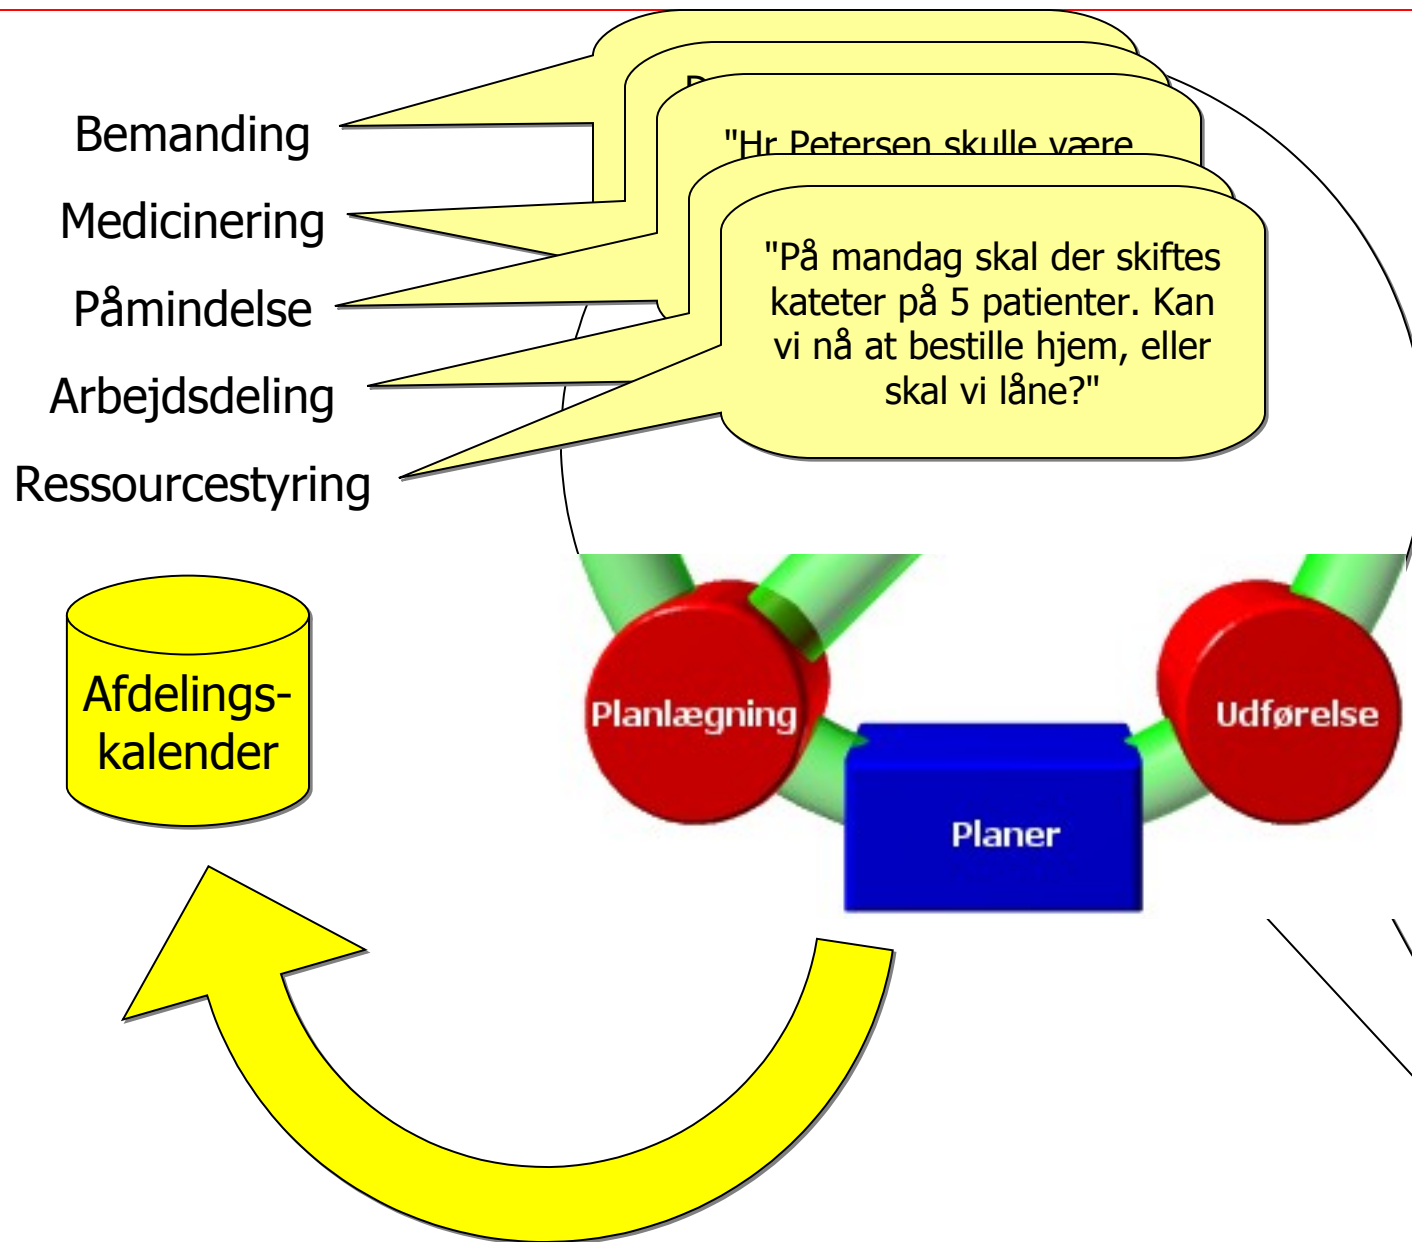 Bemanding
Medicinering
Påmindelse
Arbejdsdeling
Ressourcestyring
"Hr Petersen skulle være
"På mandag skal der skiftes
kateter på 5 patienter. Kan
vi nå at bestille hjem, eller
skal vi låne?"
Afdelings-
kalender
Planlægning
Udførelse
Planer